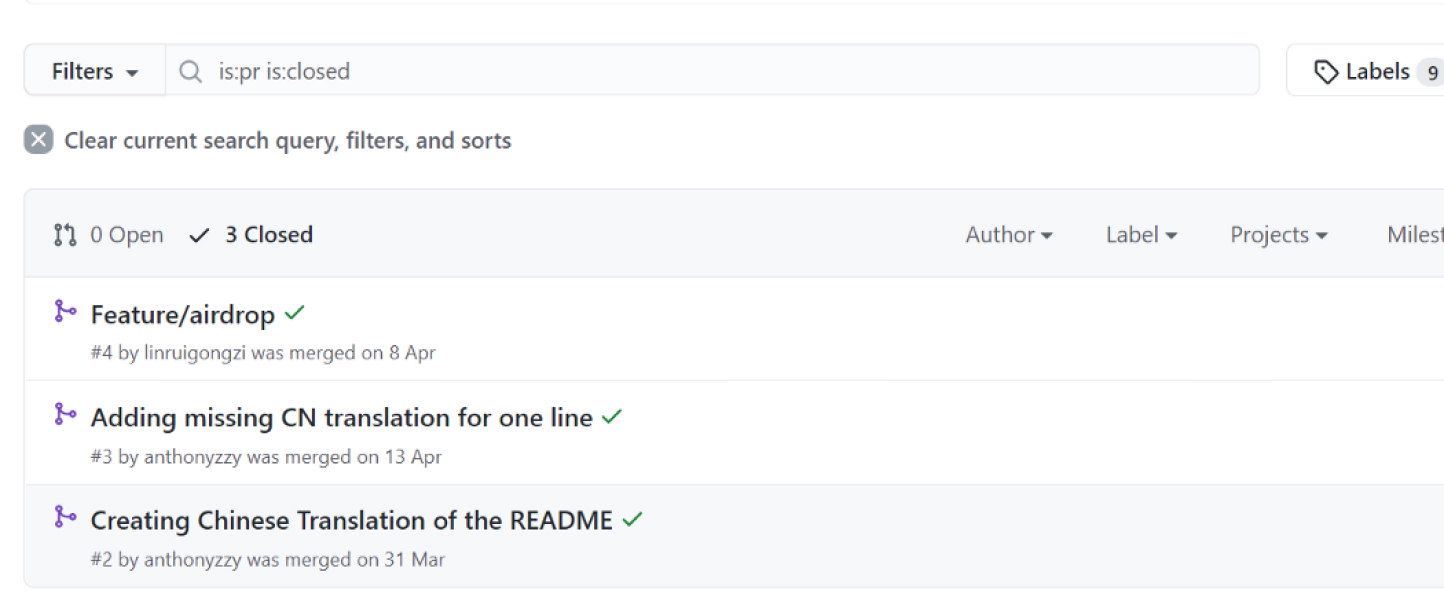 Filters is:pr is:closed Labels 9
Clear current search query, filters, and sorts
0 Open 3 Closed Author Label Projects
Feature/airdrop
#4 by linruigongzi was merged on 8 Apr
Adding missing CN translation for one line
#3 by anthonyzzy was merged on 13 Apr
Creating Chinese Translation of the README
#2 by anthonyzzy was merged on 31 Mar